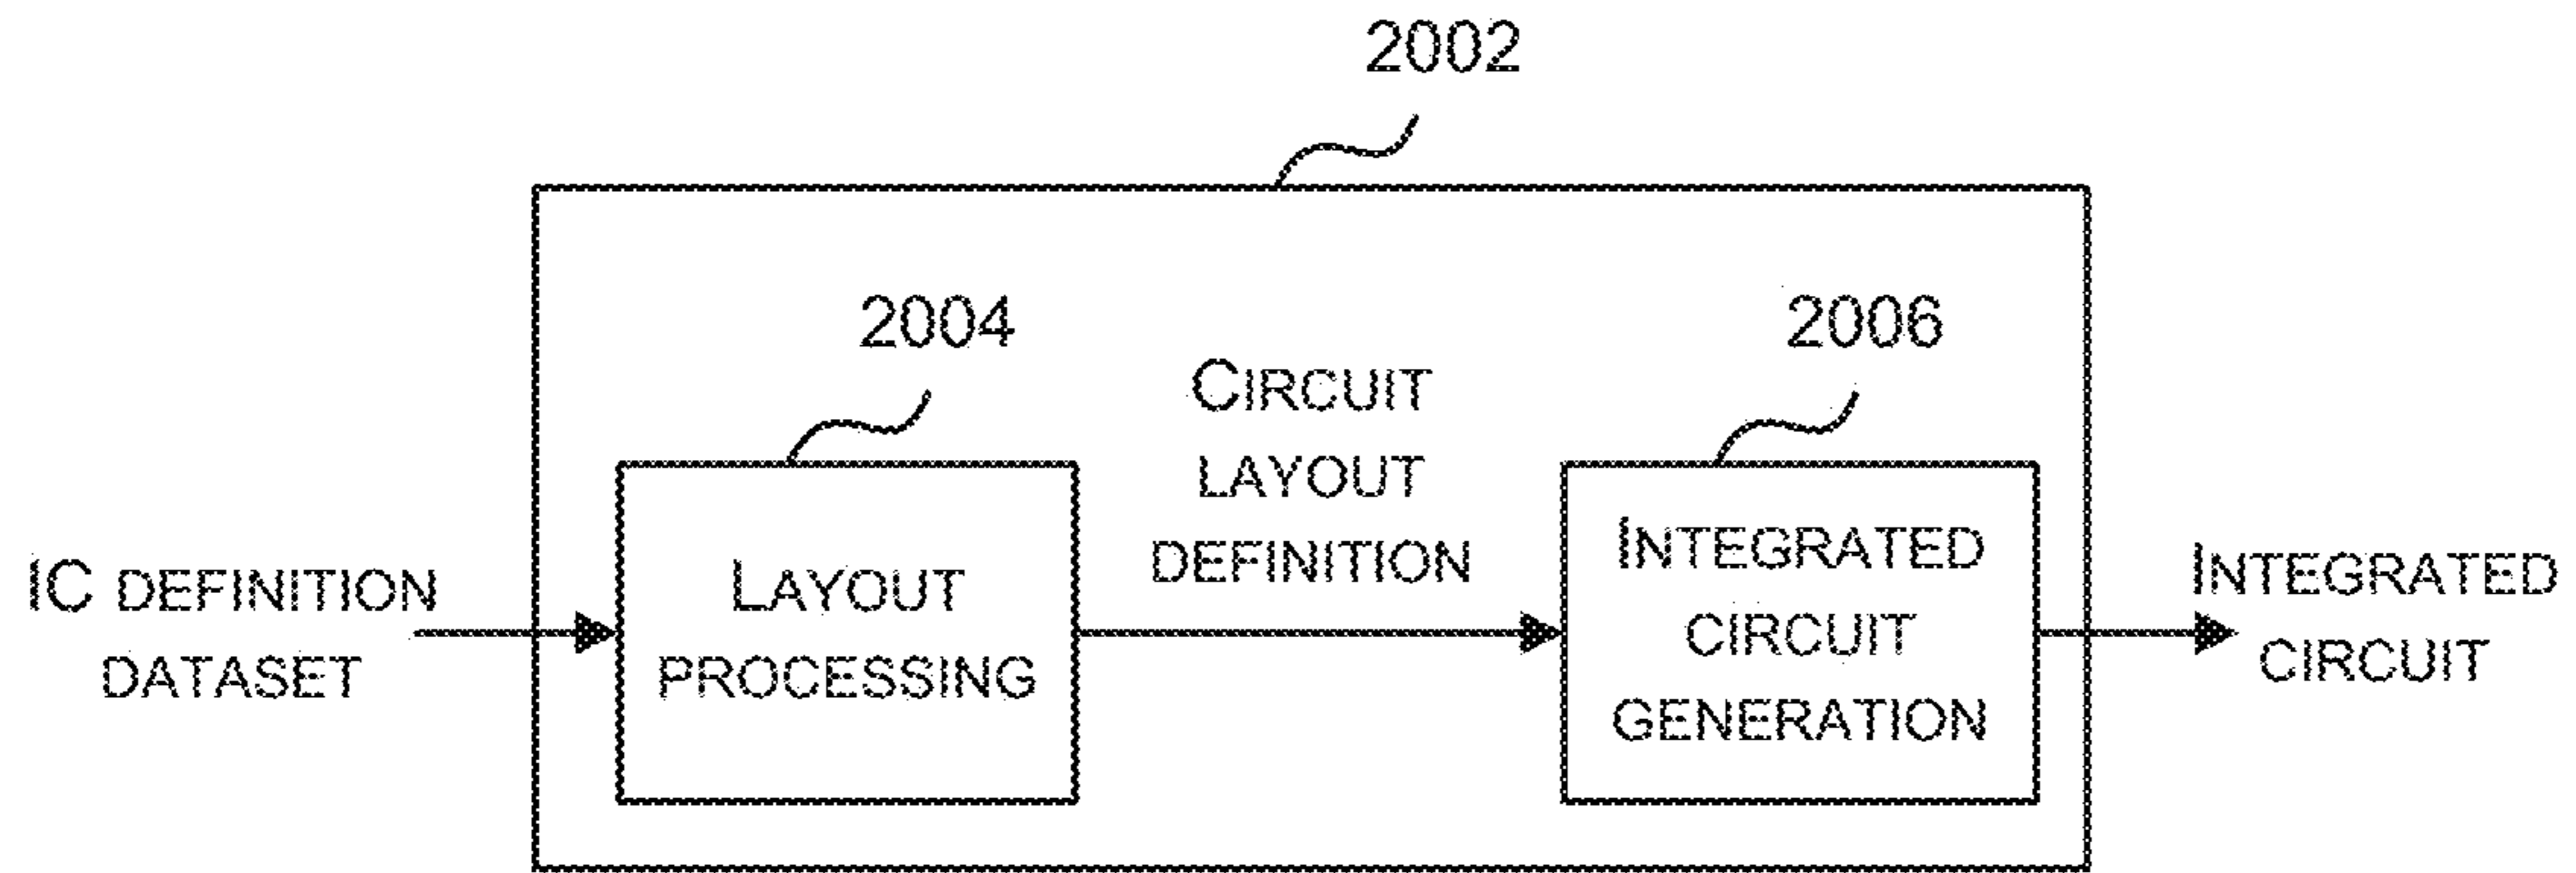 2002
2004
2006
CIRCUIT
LAYOUT
DEFINITION
IC DEFINITION
DATASET
LAYOUT
PROCESSING
INTEGRATED
CIRCUIT
GENERATION
INTEGRATED
CIRCUIT